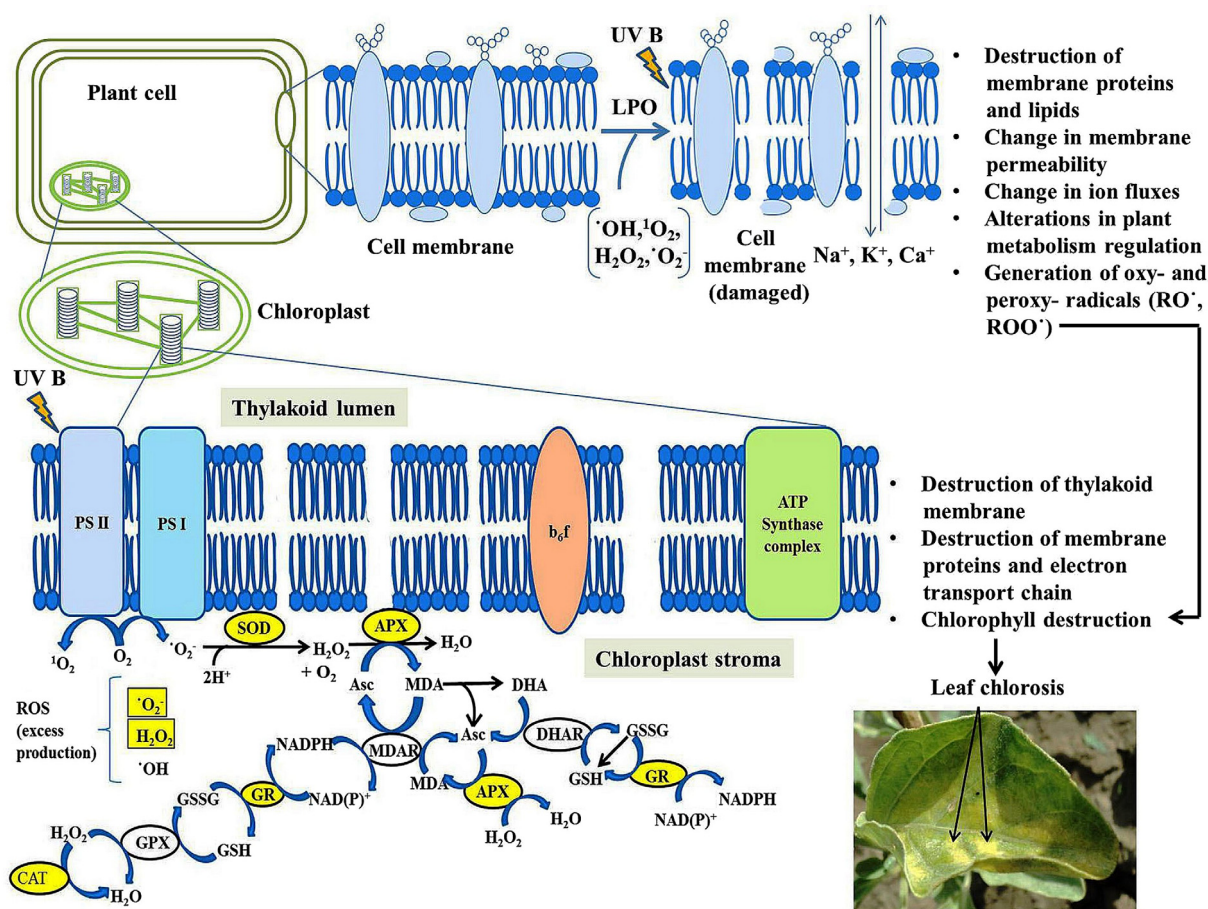 Plant cell
Cell membrane
UV B
LPO
˙OH,¹O₂,
H₂O₂,˙O₂⁻
Cell
membrane
(damaged)
Na⁺, K⁺, Ca⁺
• Destruction of
membrane proteins
and lipids
• Change in membrane
permeability
• Change in ion fluxes
• Alterations in plant
metabolism regulation
• Generation of oxy- and
peroxy- radicals (RO˙,
ROO˙)
Chloroplast
UV B
Thylakoid lumen
PS II
PS I
b₆f
ATP
Synthase
complex
• Destruction of thylakoid
membrane
• Destruction of membrane
proteins and electron
transport chain
• Chlorophyll destruction
Leaf chlorosis
¹O₂
O₂
˙O₂⁻
SOD
2H⁺
H₂O₂
+ O₂
APX
H₂O
Chloroplast stroma
Asc
MDA
DHA
ROS
(excess
production)
˙O₂⁻
H₂O₂
˙OH
NADPH
MDAR
Asc
DHAR
GSSG
GSH
GR
NADPH
NAD(P)⁺
MDA
APX
H₂O₂
H₂O
GSSG
GR
NAD(P)⁺
GSH
H₂O₂
GPX
CAT
H₂O